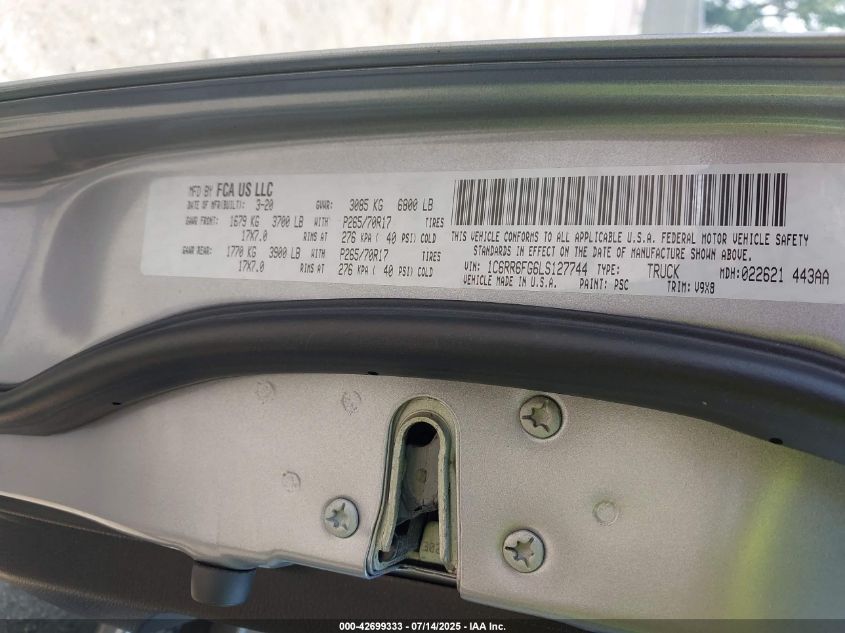 MFD BY FCA US LLC
DATE OF MFD(BUILT): 3-20 GVWR: 3085 KG 6800 LB
GAWR FRONT: 1679 KG 3700 LB WITH P265/70R17 TIRES
17X7.0 RIMS AT 276 KPA ( 40 PSI) COLD
GAWR REAR: 1770 KG 3900 LB WITH P265/70R17 TIRES
17X7.0 RIMS AT 276 KPA ( 40 PSI) COLD
THIS VEHICLE CONFORMS TO ALL APPLICABLE U.S.A. FEDERAL MOTOR VEHICLE SAFETY
STANDARDS IN EFFECT ON THE DATE OF MANUFACTURE SHOWN ABOVE.
VIN: 1C6RR6FG6LS127744 TYPE: TRUCK MDH:022621 443AA
VEHICLE MADE IN U.S.A. PAINT: PSC TRIM: V9X8
000-42699333 / 07/14/2025 - IAA Inc.